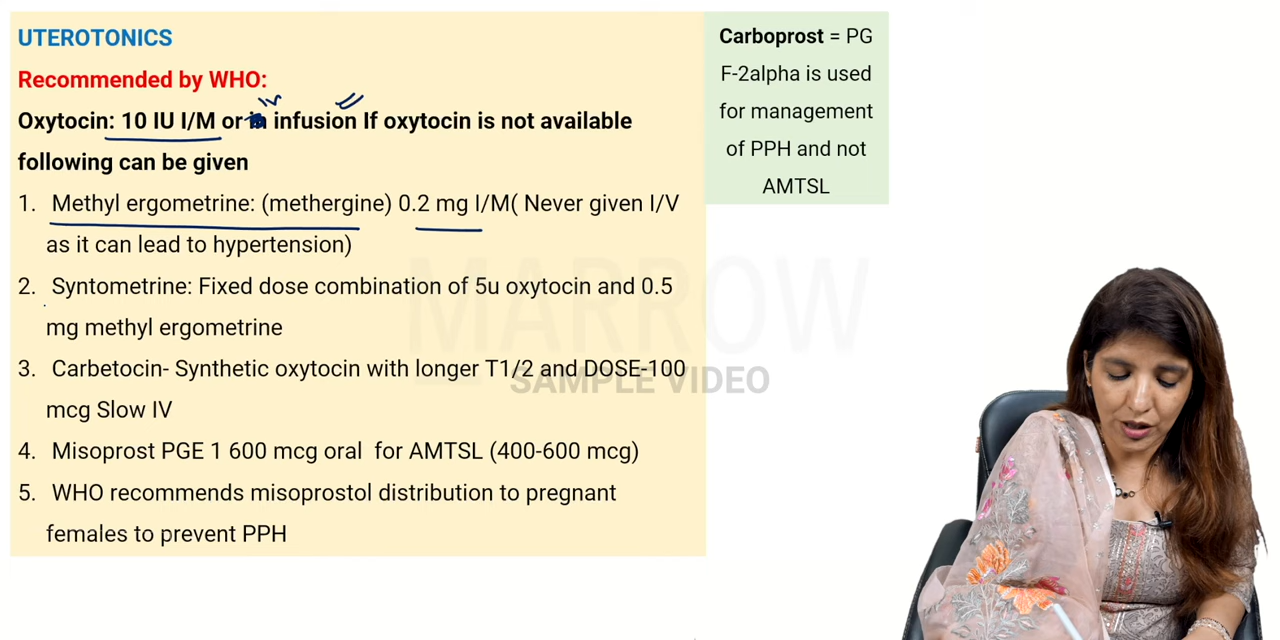 UTEROTONICS
Recommended by WHO:
iv
Oxytocin: 10 IU I/M or infusion If oxytocin is not available
following can be given
1. Methyl ergometrine: (methergine) 0.2 mg I/M( Never given I/V
as it can lead to hypertension)
2. Syntometrine: Fixed dose combination of 5u oxytocin and 0.5
mg methyl ergometrine
3. Carbetocin- Synthetic oxytocin with longer T1/2 and DOSE-100
mcg Slow IV
4. Misoprost PGE 1 600 mcg oral for AMTSL (400-600 mcg)
5. WHO recommends misoprostol distribution to pregnant
females to prevent PPH
Carboprost = PG
F-2alpha is used
for management
of PPH and not
AMTSL
MARROW
SAMPLE VIDEO